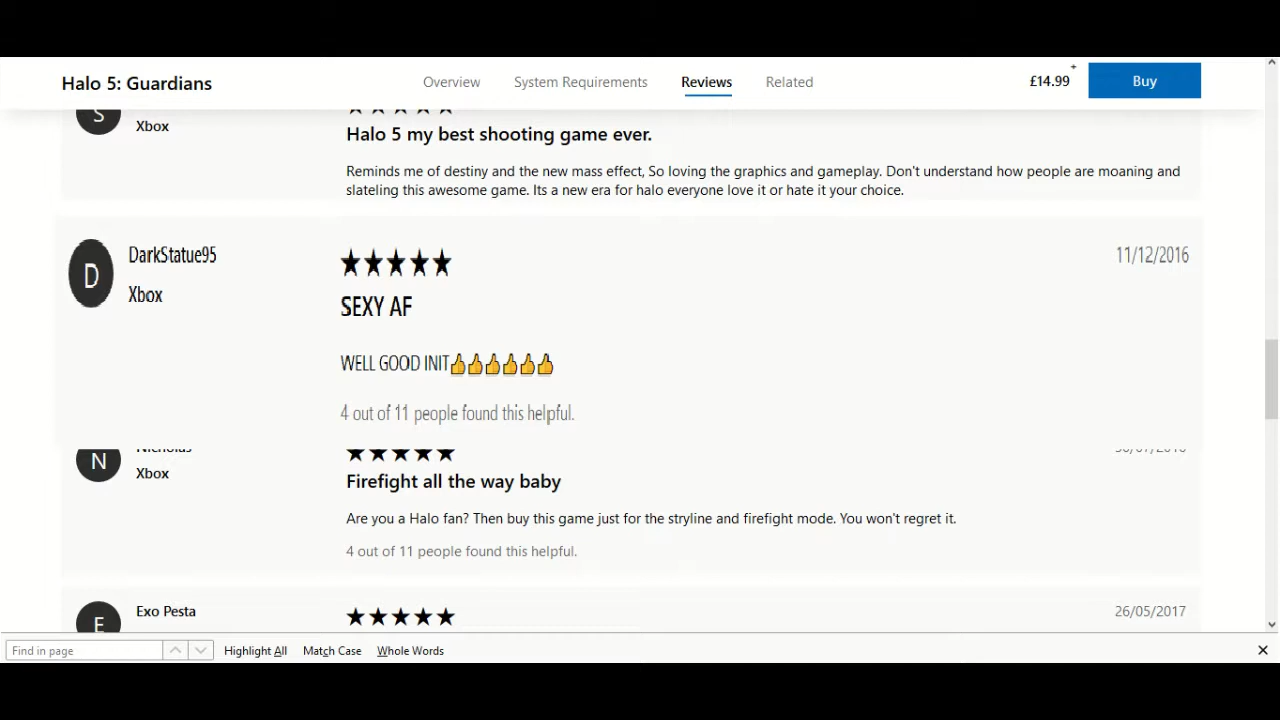 Halo 5: Guardians
Overview
System Requirements
Reviews
Related
£14.99+
Buy
S
Xbox
Halo 5 my best shooting game ever.
Reminds me of destiny and the new mass effect, So loving the graphics and gameplay. Don't understand how people are moaning and
slateling this awesome game. Its a new era for halo everyone love it or hate it your choice.
D
DarkStatue95
Xbox
11/12/2016
SEXY AF
WELL GOOD INIT👍👍👍👍👍👍
4 out of 11 people found this helpful.
N
Nicholas
Xbox
Firefight all the way baby
Are you a Halo fan? Then buy this game just for the stryline and firefight mode. You won't regret it.
4 out of 11 people found this helpful.
E
Exo Pesta
26/05/2017
Find in page
Highlight All
Match Case
Whole Words